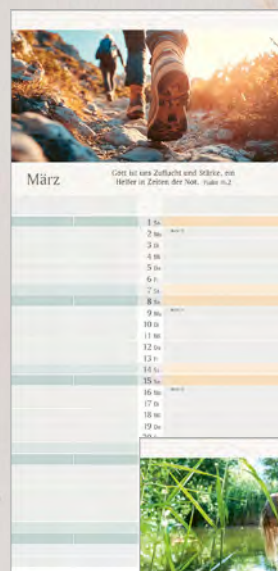 März
Gott ist uns Zuflucht und Stärke, ein
Helfer in Zeiten der Not. Psalm 46,2
1 So
2 Mo
3 Di
4 Mi
5 Do
6 Fr
7 Sa
8 So
9 Mo
10 Di
11 Mi
12 Do
13 Fr
14 Sa
15 So
16 Mo
17 Di
18 Mi
19 Do